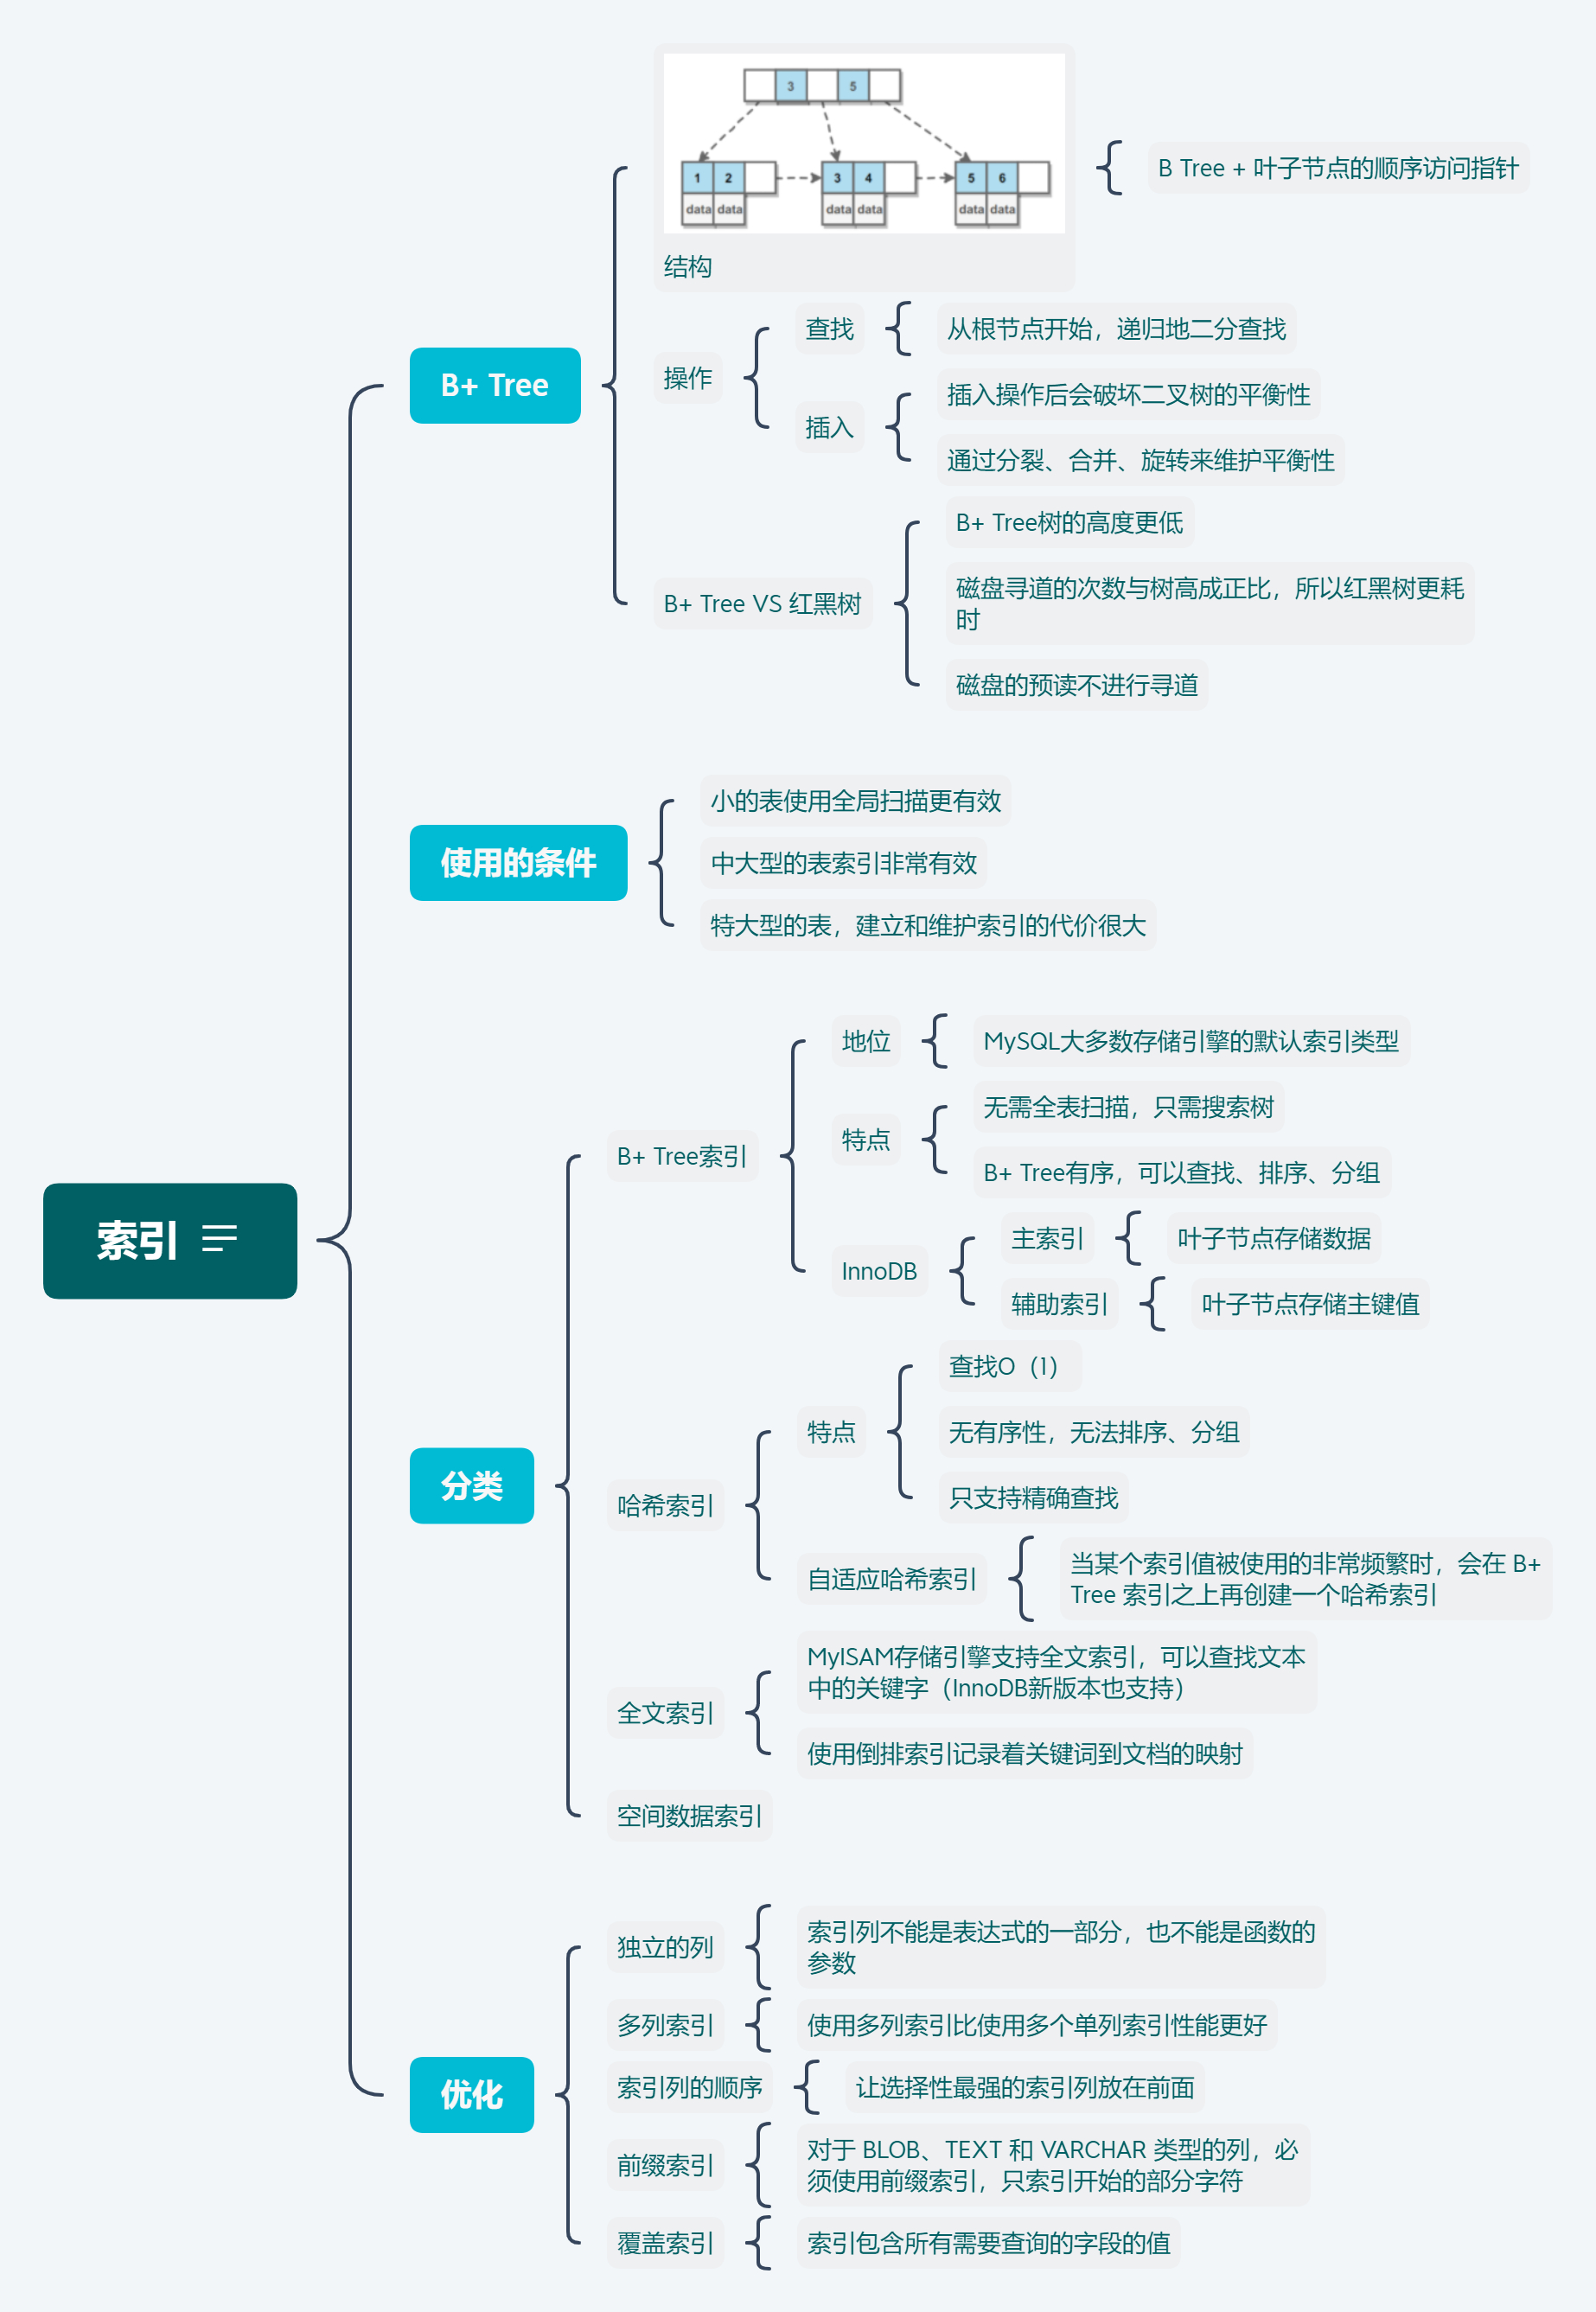 索引
B+ Tree
3 5
1 2 3 4 5 6
data data data data data data
结构
B Tree + 叶子节点的顺序访问指针
操作
查找
从根节点开始，递归地二分查找
插入
插入操作后会破坏二叉树的平衡性
通过分裂、合并、旋转来维护平衡性
B+ Tree VS 红黑树
B+ Tree树的高度更低
磁盘寻道的次数与树高成正比，所以红黑树更耗
时
磁盘的预读不进行寻道
使用的条件
小的表使用全局扫描更有效
中大型的表索引非常有效
特大型的表，建立和维护索引的代价很大
分类
B+ Tree索引
地位
MySQL大多数存储引擎的默认索引类型
特点
无需全表扫描，只需搜索树
B+ Tree有序，可以查找、排序、分组
InnoDB
主索引
叶子节点存储数据
辅助索引
叶子节点存储主键值
哈希索引
特点
查找O（1）
无有序性，无法排序、分组
只支持精确查找
自适应哈希索引
当某个索引值被使用的非常频繁时，会在 B+
Tree 索引之上再创建一个哈希索引
全文索引
MyISAM存储引擎支持全文索引，可以查找文本
中的关键字（InnoDB新版本也支持）
使用倒排索引记录着关键词到文档的映射
空间数据索引
优化
独立的列
索引列不能是表达式的一部分，也不能是函数的
参数
多列索引
使用多列索引比使用多个单列索引性能更好
索引列的顺序
让选择性最强的索引列放在前面
前缀索引
对于 BLOB、TEXT 和 VARCHAR 类型的列，必
须使用前缀索引，只索引开始的部分字符
覆盖索引
索引包含所有需要查询的字段的值